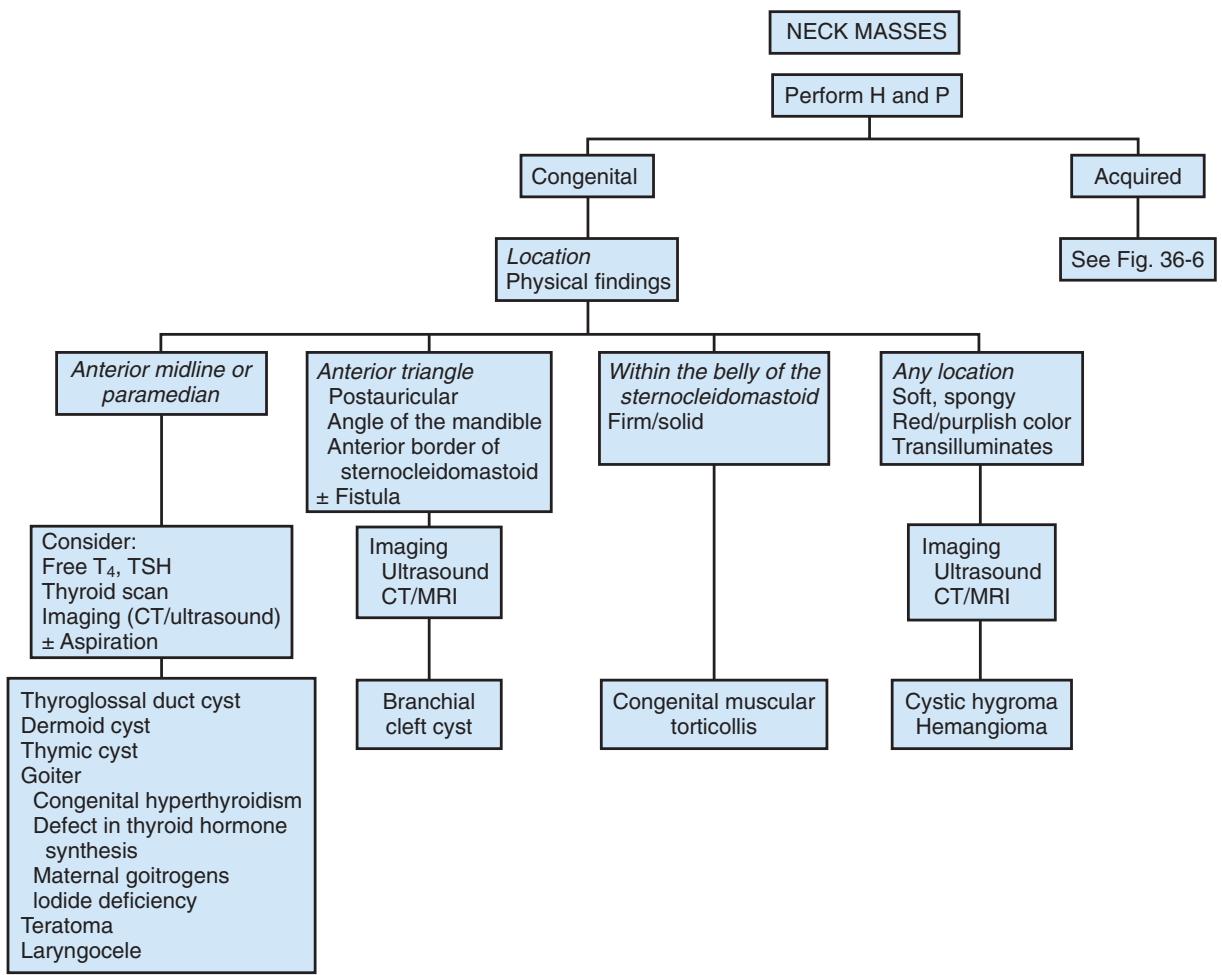 NECK MASSES
Perform H and P
Congenital
Acquired
Location
Physical findings
See Fig. 36-6
Anterior midline or
paramedian
Anterior triangle
Postauricular
Angle of the mandible
Anterior border of
sternocleidomastoid
± Fistula
Within the belly of the
sternocleidomastoid
Firm/solid
Any location
Soft, spongy
Red/purplish color
Transilluminates
Consider:
Free T₄, TSH
Thyroid scan
Imaging (CT/ultrasound)
± Aspiration
Imaging
Ultrasound
CT/MRI
Imaging
Ultrasound
CT/MRI
Thyroglossal duct cyst
Dermoid cyst
Thymic cyst
Goiter
Congenital hyperthyroidism
Defect in thyroid hormone
synthesis
Maternal goitrogens
Iodide deficiency
Teratoma
Laryngocele
Branchial
cleft cyst
Congenital muscular
torticollis
Cystic hygroma
Hemangioma